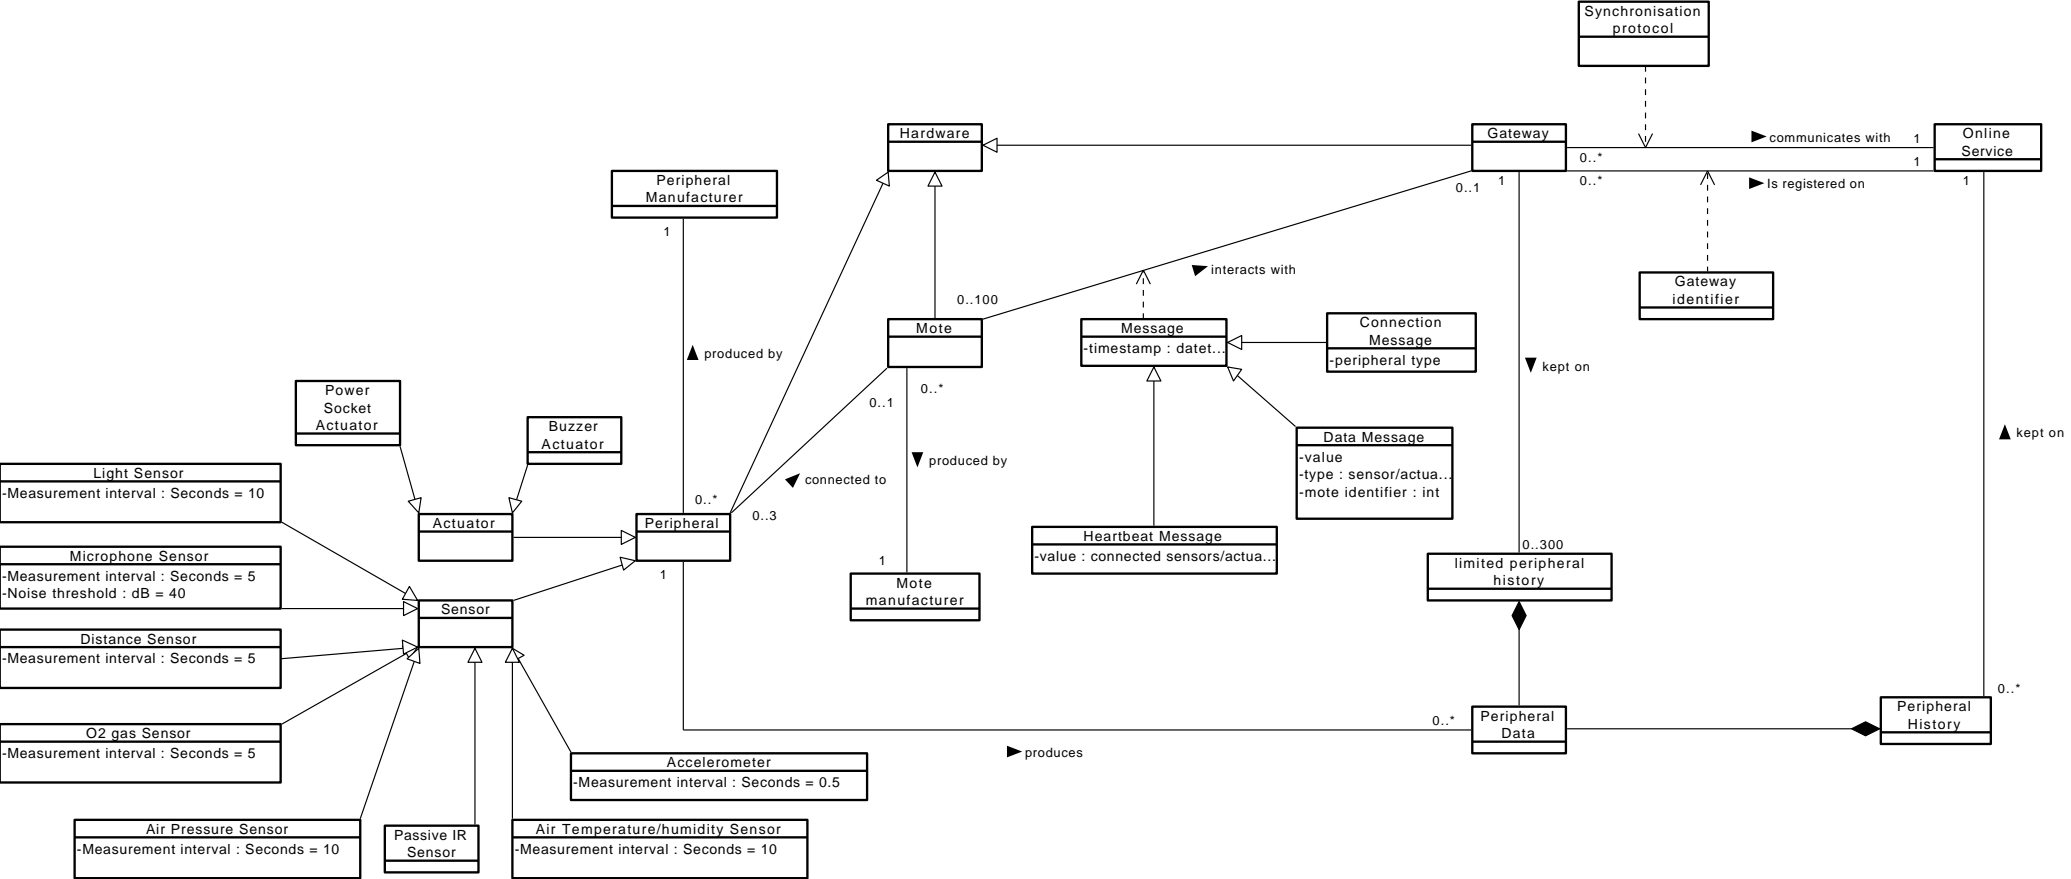 Synchronisation
protocol
Hardware
Gateway
communicates with
1
Online
Service
0..*
1
0..1
1
0..*
Is registered on
1
Peripheral
Manufacturer
1
interacts with
Gateway
identifier
0..100
Mote
Message
-timestamp : datet...
Connection
Message
-peripheral type
produced by
kept on
0..1
0..*
Power
Socket
Actuator
Buzzer
Actuator
Data Message
-value
-type : sensor/actua...
-mote identifier : int
kept on
produced by
Light Sensor
-Measurement interval : Seconds = 10
connected to
0..*
0..3
Actuator
Peripheral
Heartbeat Message
-value : connected sensors/actua...
0..300
Microphone Sensor
-Measurement interval : Seconds = 5
-Noise threshold : dB = 40
1
1
limited peripheral
history
Mote
manufacturer
Sensor
Distance Sensor
-Measurement interval : Seconds = 5
0..*
O2 gas Sensor
-Measurement interval : Seconds = 5
0..*
Peripheral
Data
Peripheral
History
produces
Accelerometer
-Measurement interval : Seconds = 0.5
Air Pressure Sensor
-Measurement interval : Seconds = 10
Passive IR
Sensor
Air Temperature/humidity Sensor
-Measurement interval : Seconds = 10